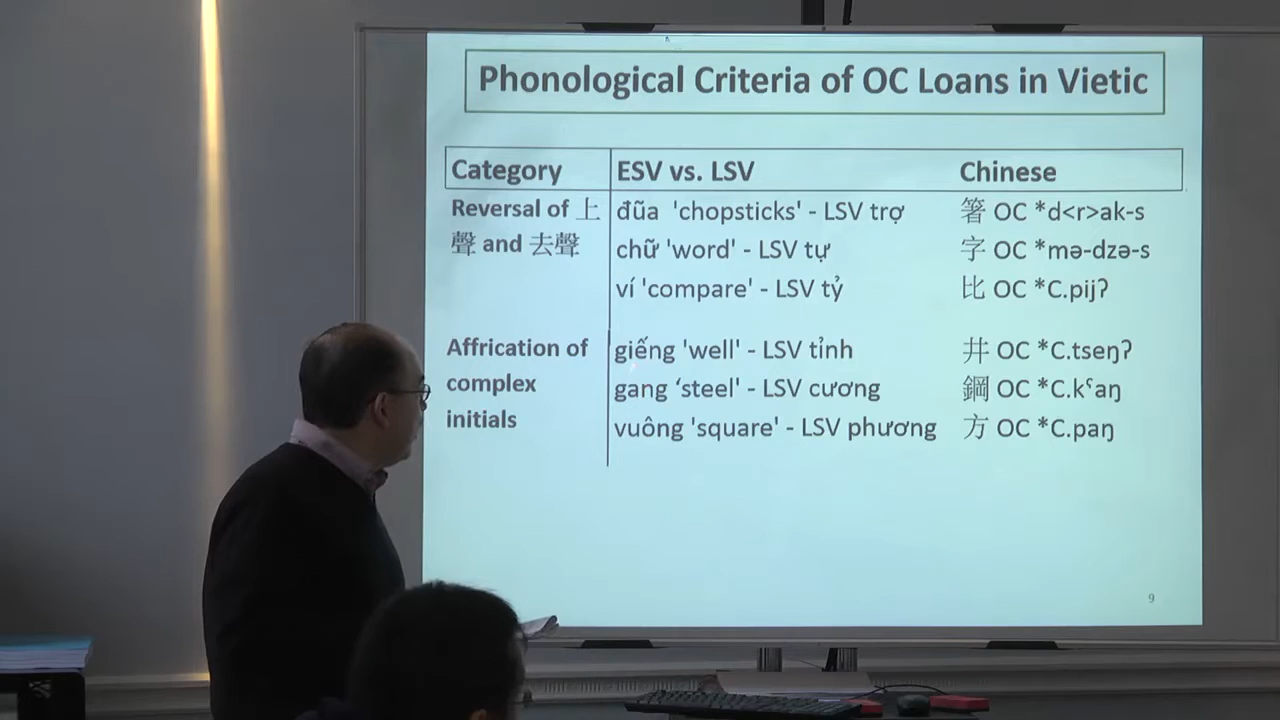 Phonological Criteria of OC Loans in Vietic
Category ESV vs. LSV Chinese
Reversal of 上 đũa 'chopsticks' - LSV trợ 箸 OC *d<r>ak-s
聲 and 去聲 chữ 'word' - LSV tự 字 OC *mə-dzə-s
ví 'compare' - LSV tỷ 比 OC *C.pijʔ
Affrication of giếng 'well' - LSV tỉnh 井 OC *C.tseŋʔ
complex gang ‘steel' - LSV cương 鋼 OC *C.kˤaŋ
initials vuông 'square' - LSV phương 方 OC *C.paŋ
9